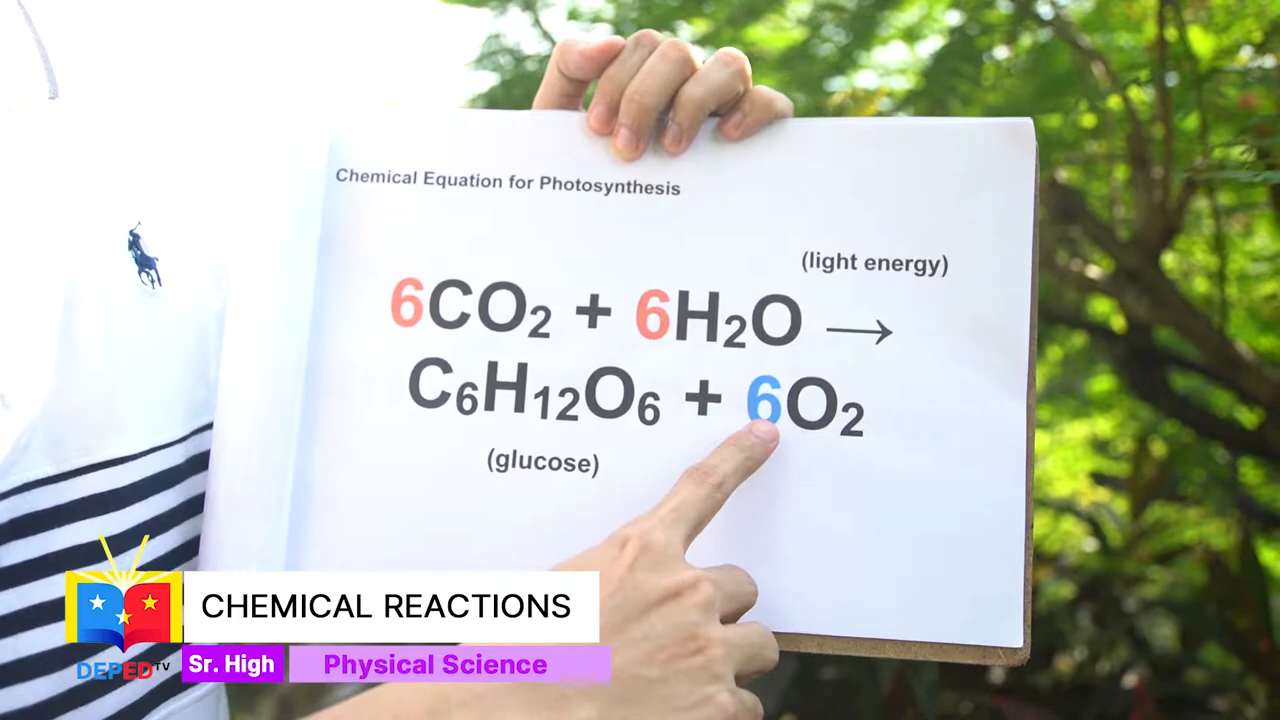 Chemical Equation for Photosynthesis
(light energy)
6CO₂ + 6H₂O →
C₆H₁₂O₆ + 6O₂
(glucose)
CHEMICAL REACTIONS
DEPED TV
Sr. High
Physical Science